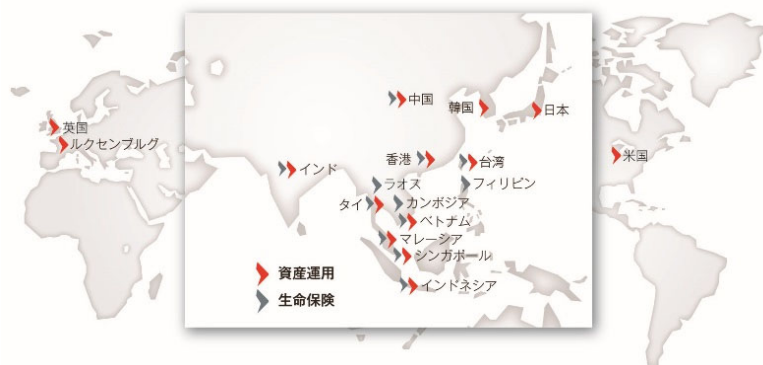 中国
韓国
日本
英国
ルクセンブルグ
米国
香港
台湾
インド
ラオス
フィリピン
タイ
カンボジア
ベトナム
マレーシア
シンガポール
インドネシア
資産運用
生命保険